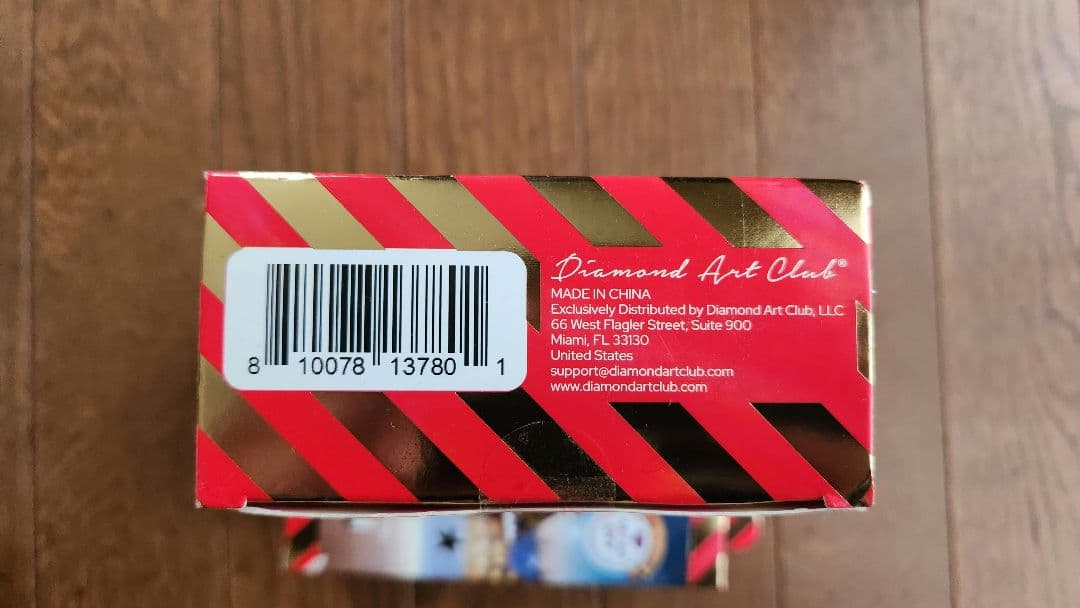 Diamond Art Club®
MADE IN CHINA
Exclusively Distributed by Diamond Art Club, LLC
66 West Flagler Street, Suite 900
Miami, FL 33130
United States
support@diamondartclub.com
www.diamondartclub.com
8 10078 13780 1